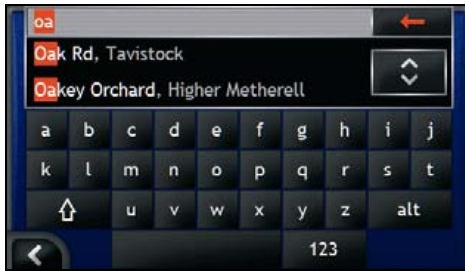 oa
Oak Rd, Tavistock
Oakey Orchard, Higher Metherell
a b c d e f g h i j
k l m n o p q r s t
u v w x y z alt
123